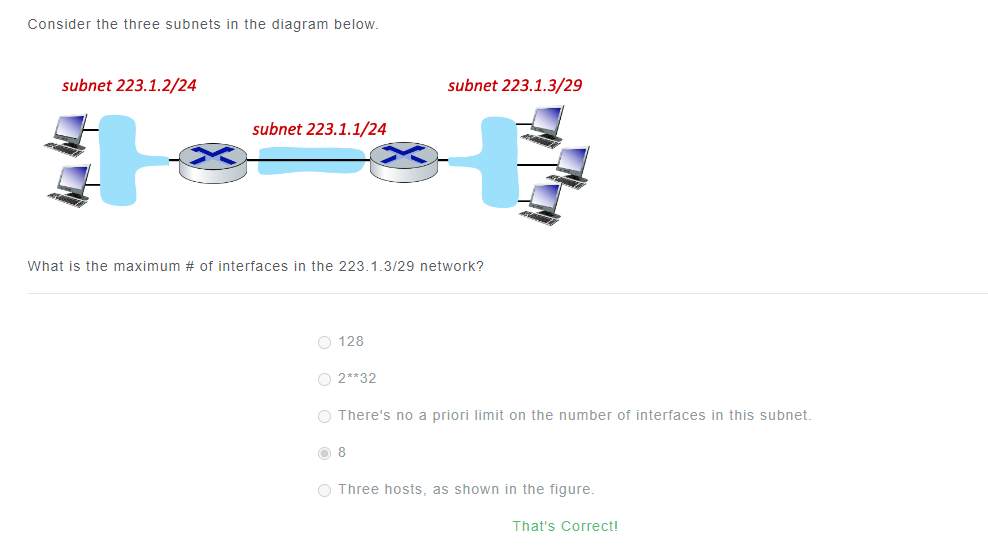 Consider the three subnets in the diagram below.
subnet 223.1.2/24
subnet 223.1.3/29
subnet 223.1.1/24
What is the maximum # of interfaces in the 223.1.3/29 network?
128
2**32
There's no a priori limit on the number of interfaces in this subnet.
8
Three hosts, as shown in the figure.
That's Correct!